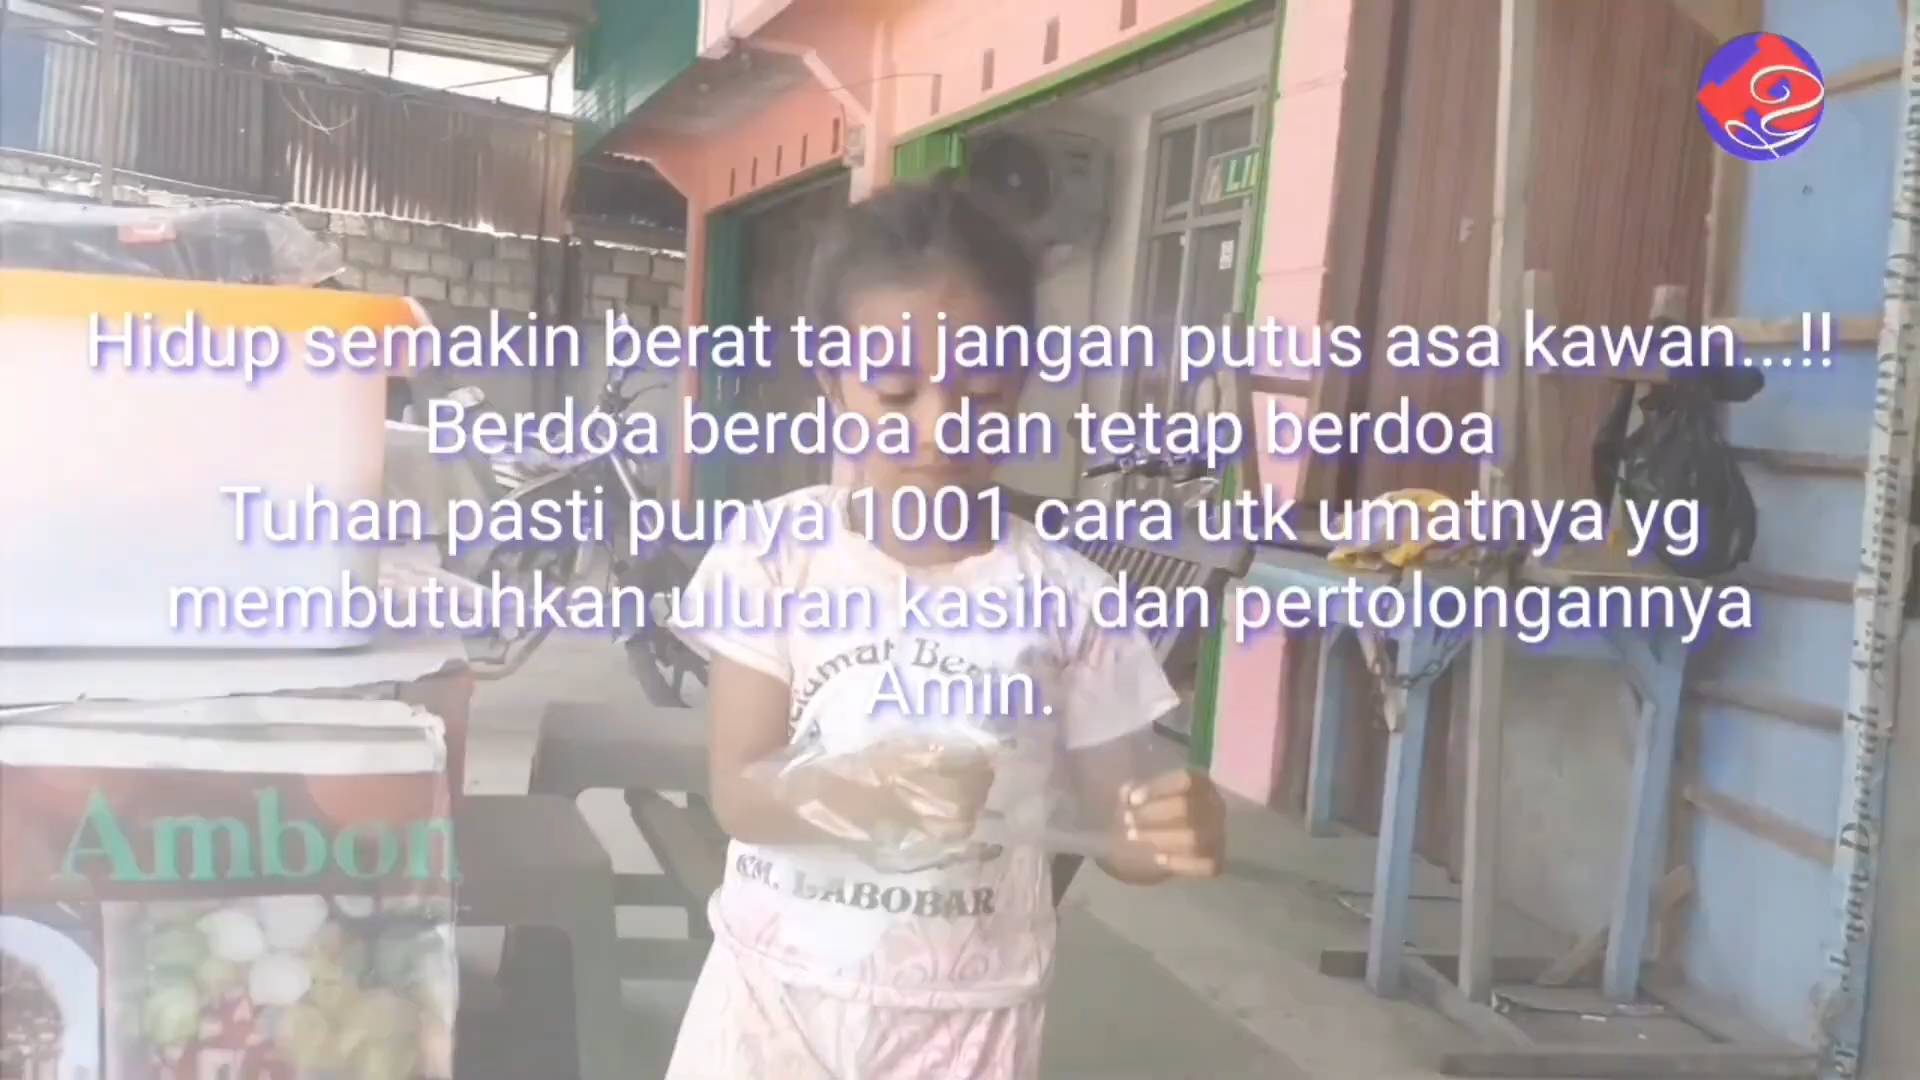 Hidup semakin berat tapi jangan putus asa kawan...!!
Berdoa berdoa dan tetap berdoa
Tuhan pasti punya 1001 cara utk umatnya yg
membutuhkan uluran kasih dan pertolongannya
Amin.
KM. LABOBAR
Ambon